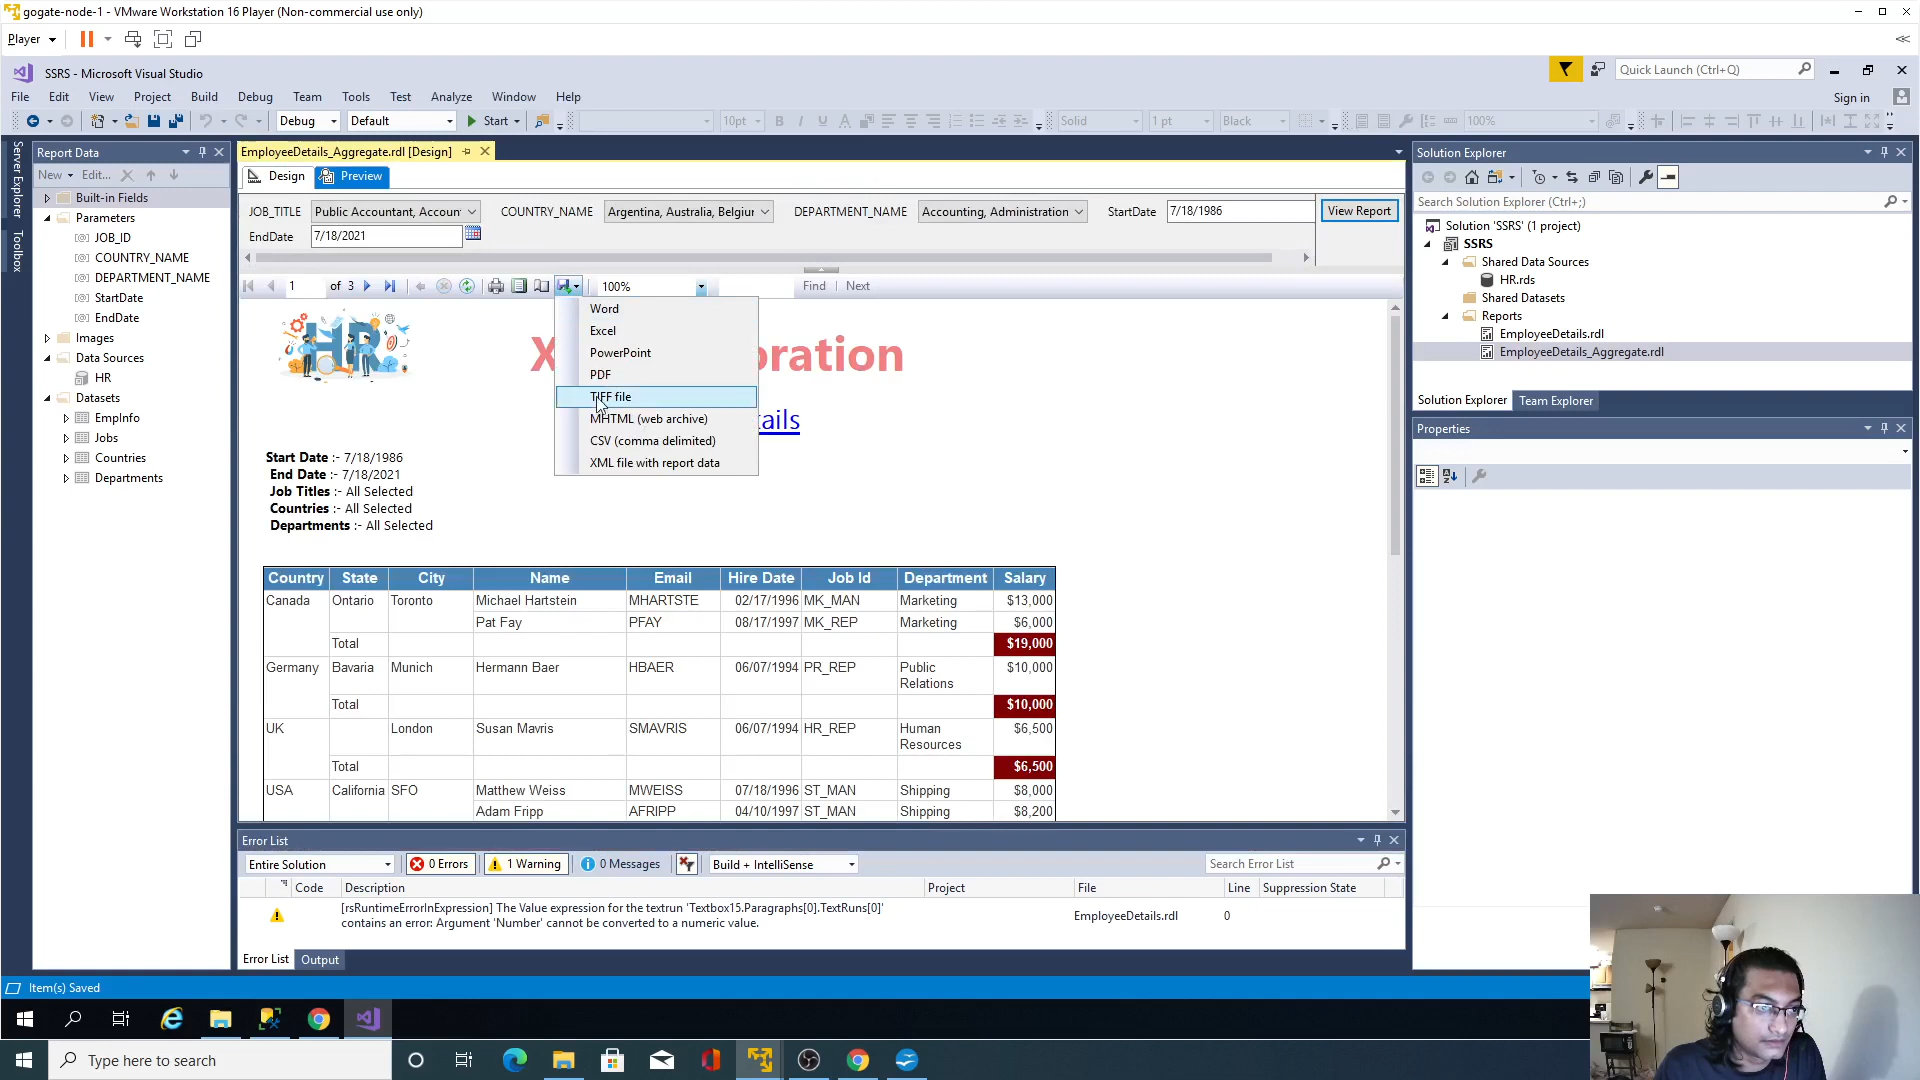 gogate-node-1 - VMware Workstation 16 Player (Non-commercial use only)
Player
SSRS - Microsoft Visual Studio
Quick Launch (Ctrl+Q)
File Edit View Project Build Debug Team Tools Test Analyze Window Help
Sign in
Debug Default Start 10pt B I U A Solid 1 pt Black 100%
Server Explorer
Toolbox
Report Data
New Edit...
Built-in Fields
Parameters
JOB_ID
COUNTRY_NAME
DEPARTMENT_NAME
StartDate
EndDate
Images
Data Sources
HR
Datasets
EmpInfo
Jobs
Countries
Departments
EmployeeDetails_Aggregate.rdl [Design]
Design Preview
JOB_TITLE Public Accountant, Accoun COUNTRY_NAME Argentina, Australia, Belgiur DEPARTMENT_NAME Accounting, Administration StartDate 7/18/1986 View Report
EndDate 7/18/2021
1 of 3 100% Find Next
Word
Excel
PowerPoint
PDF
TIFF file
MHTML (web archive)
CSV (comma delimited)
XML file with report data
HR
X oration
ails
Start Date :- 7/18/1986
End Date :- 7/18/2021
Job Titles :- All Selected
Countries :- All Selected
Departments :- All Selected
Country State City Name Email Hire Date Job Id Department Salary
Canada Ontario Toronto Michael Hartstein MHARTSTE 02/17/1996 MK_MAN Marketing $13,000
Pat Fay PFAY 08/17/1997 MK_REP Marketing $6,000
Total $19,000
Germany Bavaria Munich Hermann Baer HBAER 06/07/1994 PR_REP Public Relations $10,000
Total $10,000
UK London Susan Mavris SMAVRIS 06/07/1994 HR_REP Human Resources $6,500
Total $6,500
USA California SFO Matthew Weiss MWEISS 07/18/1996 ST_MAN Shipping $8,000
Adam Fripp AFRIPP 04/10/1997 ST_MAN Shipping $8,200
Solution Explorer
Search Solution Explorer (Ctrl+;)
Solution 'SSRS' (1 project)
SSRS
Shared Data Sources
HR.rds
Shared Datasets
Reports
EmployeeDetails.rdl
EmployeeDetails_Aggregate.rdl
Solution Explorer Team Explorer
Properties
Error List
Entire Solution 0 Errors 1 Warning 0 Messages Build + IntelliSense Search Error List
Code Description Project File Line Suppression State
[rsRuntimeErrorInExpression] The Value expression for the textrun 'Textbox15.Paragraphs[0].TextRuns[0]'
contains an error: Argument 'Number' cannot be converted to a numeric value.
EmployeeDetails.rdl 0
Error List Output
Item(s) Saved
Type here to search